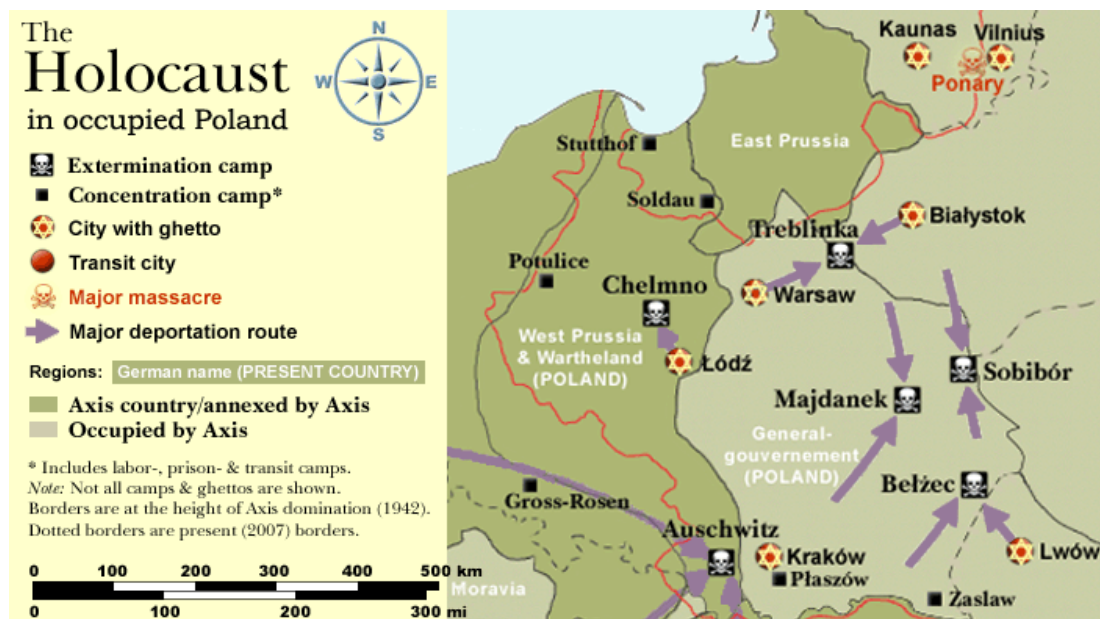 The
Holocaust
in occupied Poland
N
W
E
S
Extermination camp
Concentration camp*
City with ghetto
Transit city
Major massacre
Major deportation route
Regions: German name (PRESENT COUNTRY)
Axis country/annexed by Axis
Occupied by Axis
* Includes labor-, prison- & transit camps.
Note: Not all camps & ghettos are shown.
Borders are at the height of Axis domination (1942).
Dotted borders are present (2007) borders.
0 100 200 300 400 500 km
0 100 200 300 mi
Kaunas
Vilnius
Ponary
Stutthof
East Prussia
Soldau
Białystok
Treblinka
Potulice
Chelmno
Warsaw
West Prussia
& Wartheland
(POLAND)
Łódź
Sobibór
Majdanek
General-
gouvernement
(POLAND)
Bełżec
Gross-Rosen
Auschwitz
Kraków
Lwów
Płaszów
Moravia
Zasław